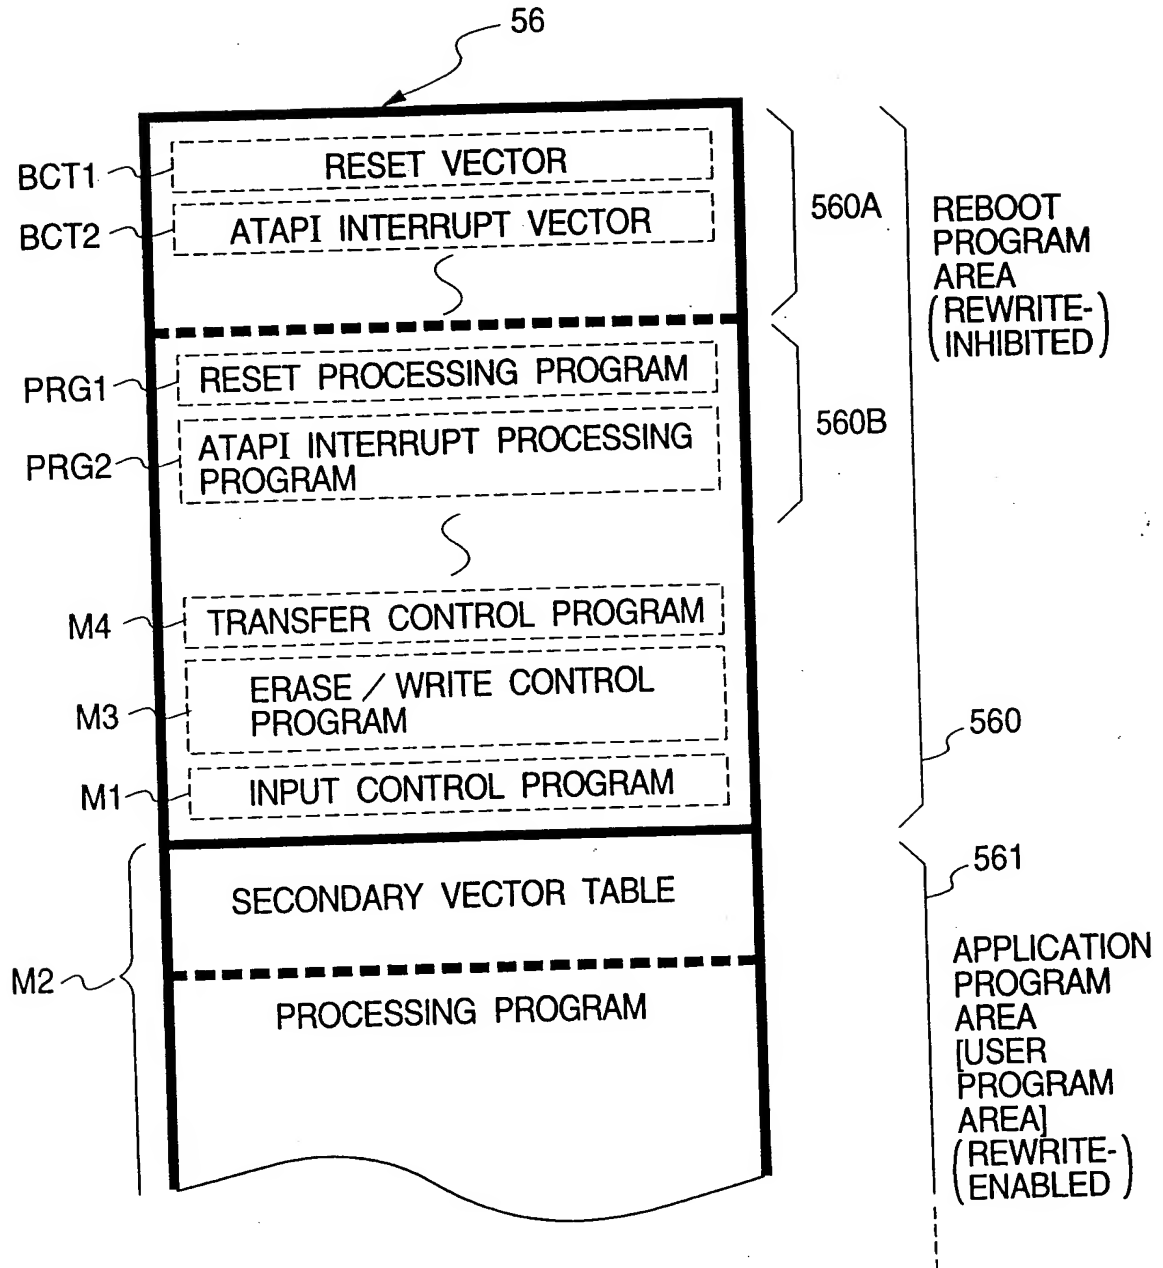 56
BCT1
RESET VECTOR
BCT2
ATAPI INTERRUPT VECTOR
560A
REBOOT
PROGRAM
AREA
(REWRITE-
INHIBITED)
PRG1
RESET PROCESSING PROGRAM
PRG2
ATAPI INTERRUPT PROCESSING
PROGRAM
560B
M4
TRANSFER CONTROL PROGRAM
M3
ERASE / WRITE CONTROL
PROGRAM
M1
INPUT CONTROL PROGRAM
560
561
SECONDARY VECTOR TABLE
M2
PROCESSING PROGRAM
APPLICATION
PROGRAM
AREA
[USER
PROGRAM
AREA]
(REWRITE-
ENABLED)